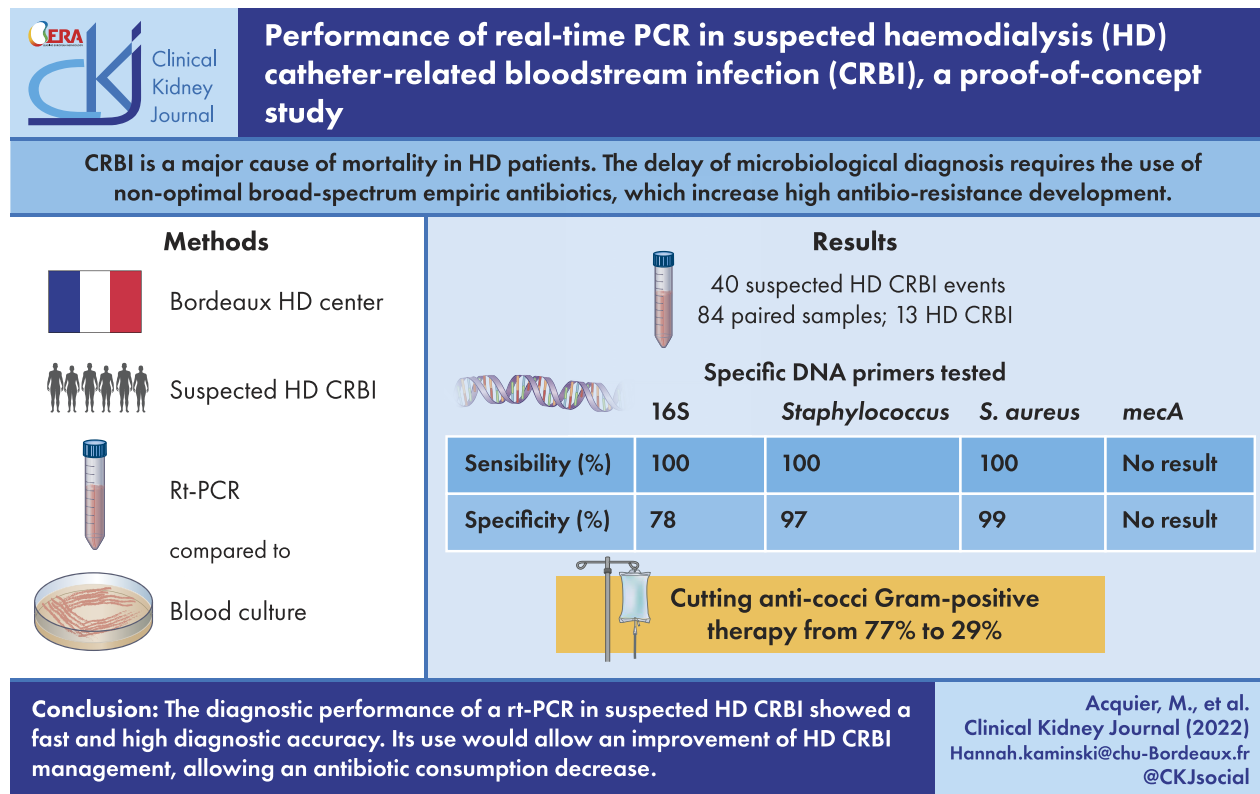 ERA
CKJ
Clinical
Kidney
Journal
Performance of real-time PCR in suspected haemodialysis (HD)
catheter-related bloodstream infection (CRBI), a proof-of-concept
study
CRBI is a major cause of mortality in HD patients. The delay of microbiological diagnosis requires the use of
non-optimal broad-spectrum empiric antibiotics, which increase high antibio-resistance development.
Methods
Bordeaux HD center
Suspected HD CRBI
Rt-PCR
compared to
Blood culture
Results
40 suspected HD CRBI events
84 paired samples; 13 HD CRBI
Specific DNA primers tested
16S Staphylococcus S. aureus mecA
Sensibility (%) 100 100 100 No result
Specificity (%) 78 97 99 No result
Cutting anti-cocci Gram-positive
therapy from 77% to 29%
Conclusion: The diagnostic performance of a rt-PCR in suspected HD CRBI showed a
fast and high diagnostic accuracy. Its use would allow an improvement of HD CRBI
management, allowing an antibiotic consumption decrease.
Acquier, M., et al.
Clinical Kidney Journal (2022)
Hannah.kaminski@chu-Bordeaux.fr
@CKJsocial